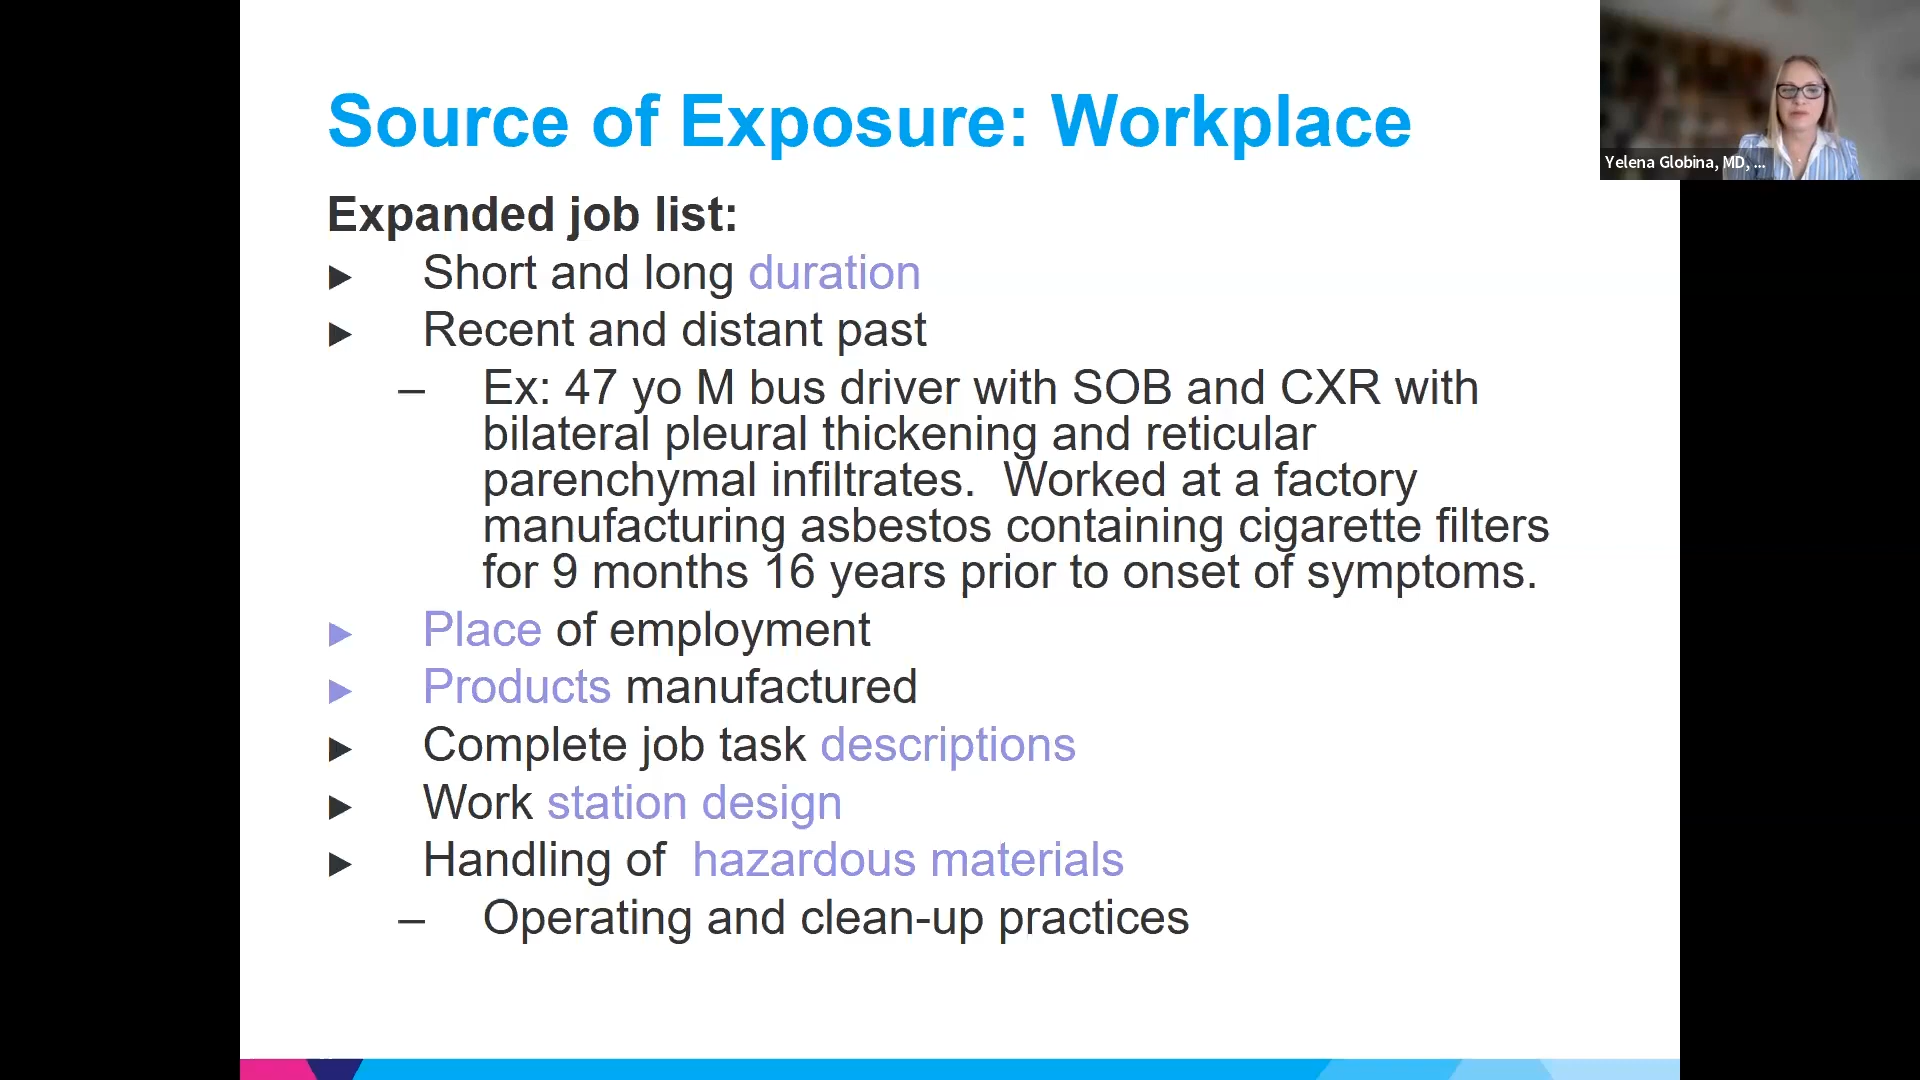 Source of Exposure: Workplace
Yelena Globina, MD, ...
Expanded job list:
► Short and long duration
► Recent and distant past
– Ex: 47 yo M bus driver with SOB and CXR with
bilateral pleural thickening and reticular
parenchymal infiltrates. Worked at a factory
manufacturing asbestos containing cigarette filters
for 9 months 16 years prior to onset of symptoms.
► Place of employment
► Products manufactured
► Complete job task descriptions
► Work station design
► Handling of hazardous materials
– Operating and clean-up practices